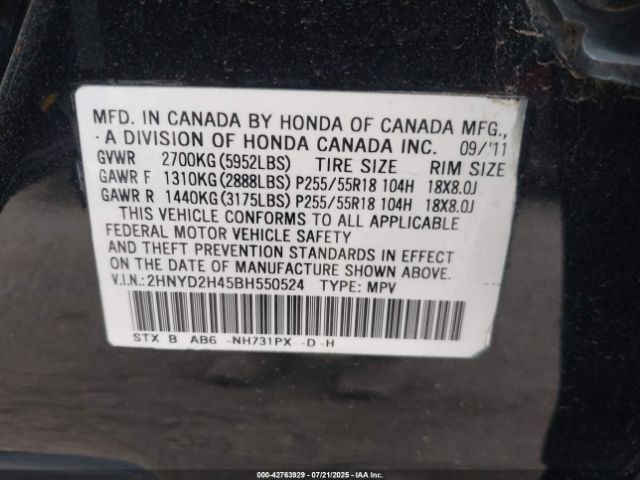 MFD. IN CANADA BY HONDA OF CANADA MFG.,
A DIVISION OF HONDA CANADA INC. 09/'11
GVWR 2700KG(5952LBS) TIRE SIZE RIM SIZE
GAWR F 1310KG(2888LBS) P255/55R18 104H 18X8.0J
GAWR R 1440KG(3175LBS) P255/55R18 104H 18X8.0J
THIS VEHICLE CONFORMS TO ALL APPLICABLE
FEDERAL MOTOR VEHICLE SAFETY
AND THEFT PREVENTION STANDARDS IN EFFECT
ON THE DATE OF MANUFACTURE SHOWN ABOVE.
V.I.N.:2HNYD2H45BH550524 TYPE: MPV
STX B AB6 -NH731PX -D -H
000-42763929 - 07/21/2025 - IAA Inc.